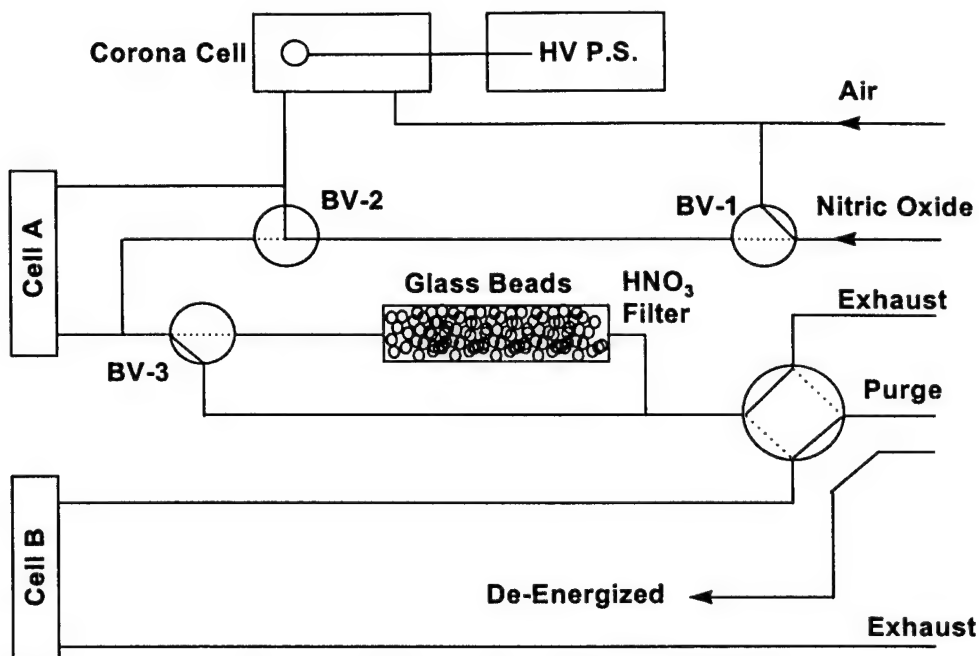 Corona Cell
HV P.S.
Air
Cell A
BV-2
BV-1
Nitric Oxide
Glass Beads
HNO₃
Filter
Exhaust
BV-3
Purge
Cell B
De-Energized
Exhaust